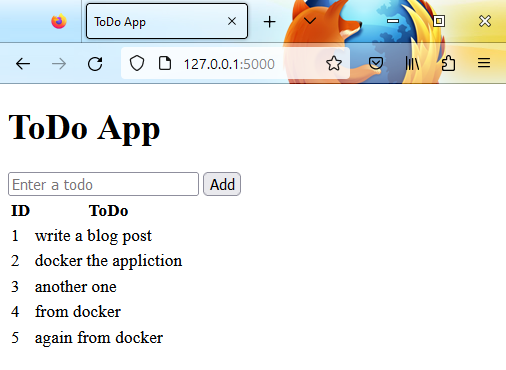 ToDo App
127.0.0.1:5000
ToDo App
Enter a todo Add
ID ToDo
1 write a blog post
2 docker the appliction
3 another one
4 from docker
5 again from docker